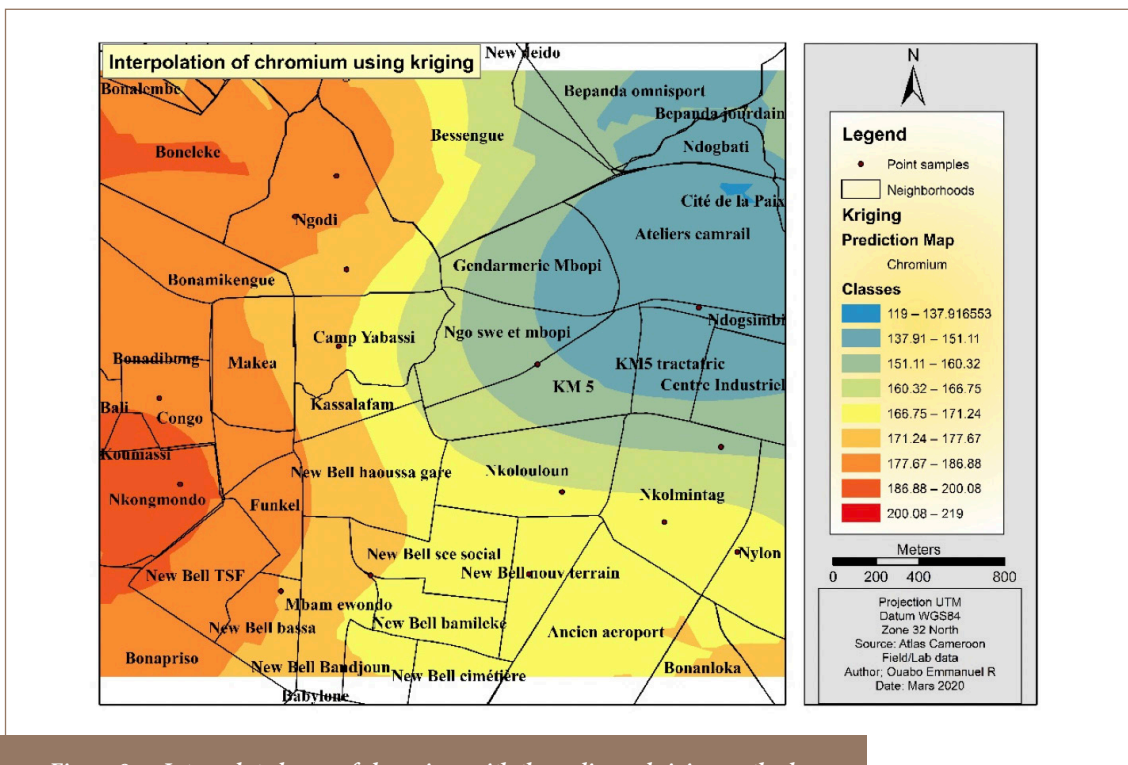 Interpolation of chromium using kriging
New deido
Bonalembe
Bepanda omnisport
Bepanda jourdain
Bessengue
Boneleke
Ndogbati
Cité de la Paix
Ngodi
Ateliers camrail
Bonamikengue
Gendarmerie Mbopi
Ndogsimbi
Camp Yabassi
Ngo swe et mbopi
Bonadibong
Makea
KM5 tractafric
KM 5
Centre Industriel
Bali
Congo
Kassalafam
Koumassi
New Bell haoussa gare
Nkolouloun
Nkongmondo
Funkel
Nkolmintag
New Bell sce social
Nylon
New Bell TSF
New Bell nouv terrain
Mbam ewondo
New Bell bassa
New Bell bamileke
Ancien aeroport
Bonapriso
New Bell Bandjoun
New Bell cimétière
Bonanloka
Babylone
N
Legend
Point samples
Neighborhoods
Kriging
Prediction Map
Chromium
Classes
119 – 137.916553
137.91 – 151.11
151.11 – 160.32
160.32 – 166.75
166.75 – 171.24
171.24 – 177.67
177.67 – 186.88
186.88 – 200.08
200.08 – 219
Meters
0 200 400 800
Projection UTM
Datum WGS84
Zone 32 North
Source: Atlas Cameroon
Field/Lab data
Author; Ouabo Emmanuel R
Date: Mars 2020